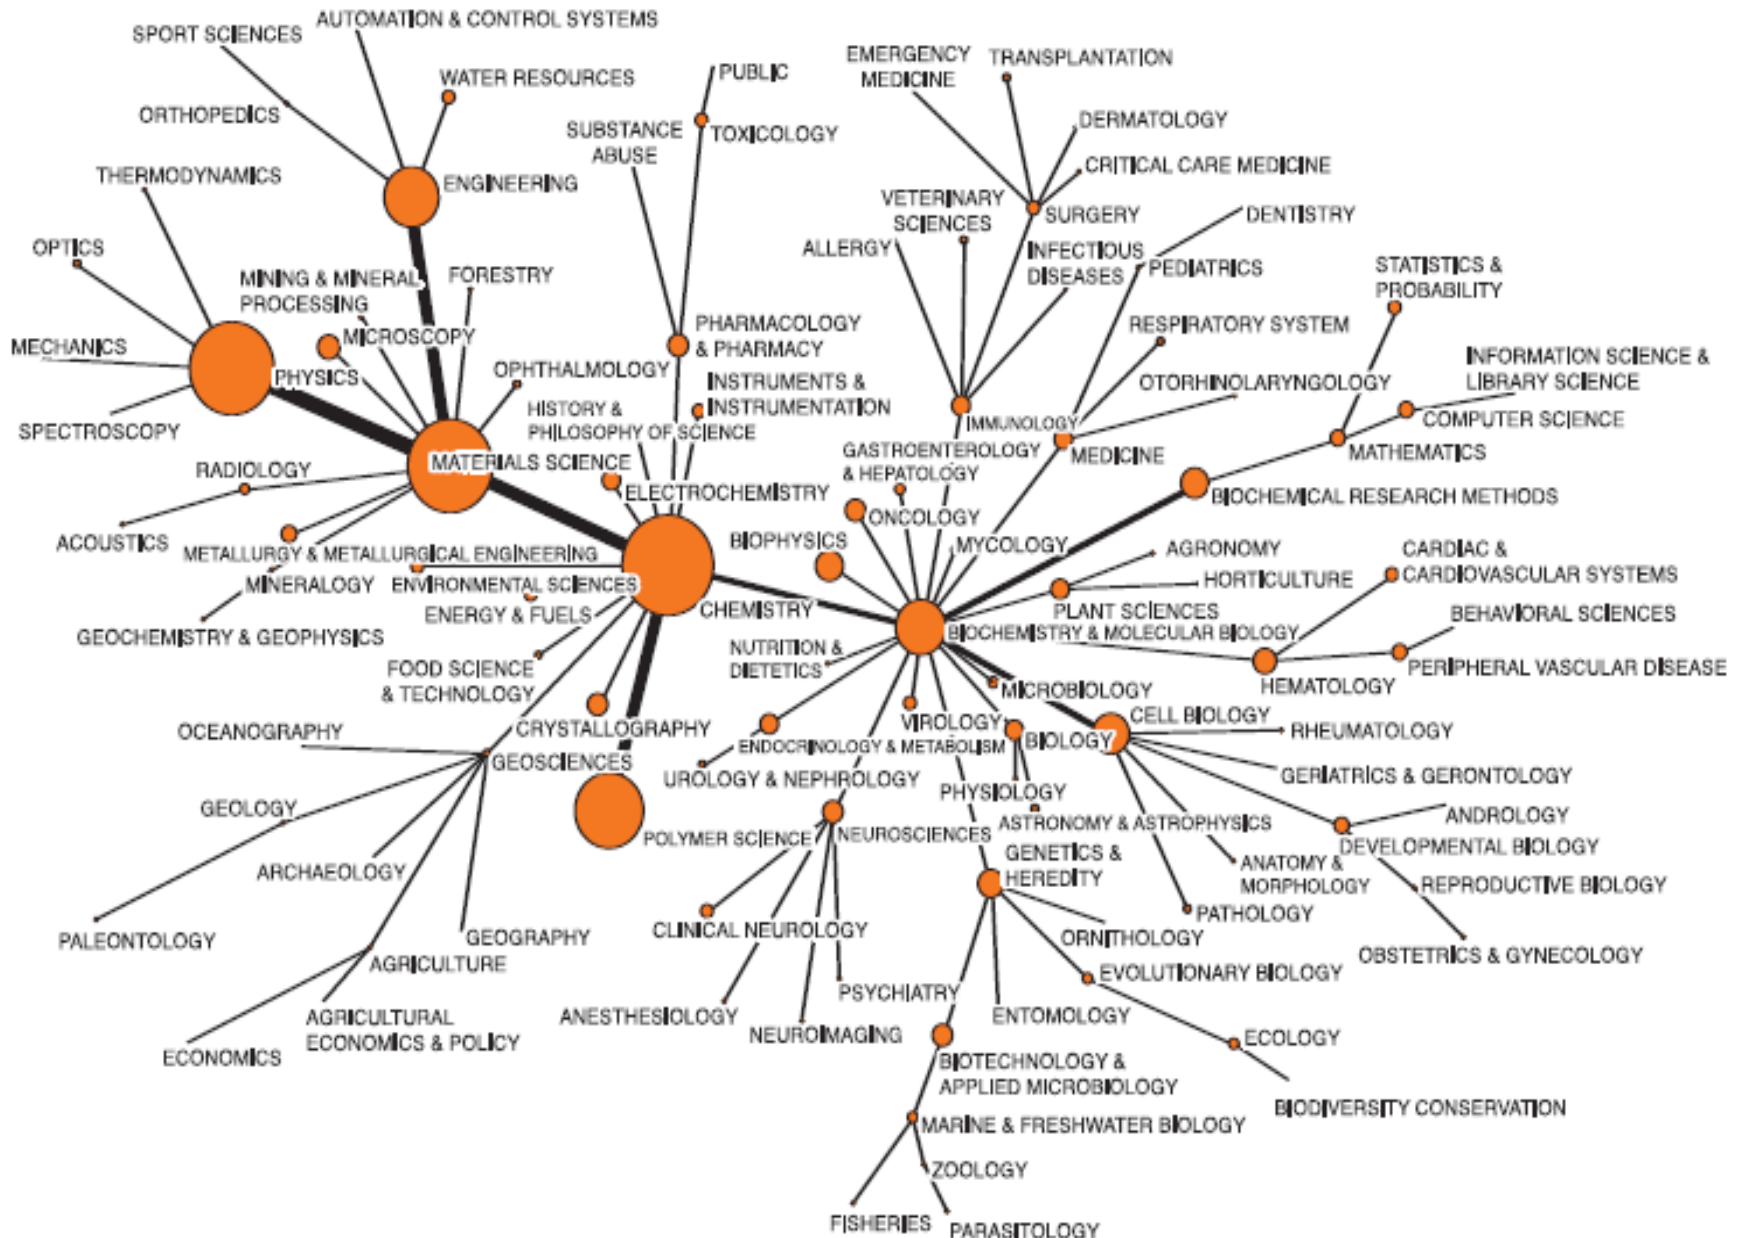 AUTOMATION & CONTROL SYSTEMS
SPORT SCIENCES
WATER RESOURCES
ORTHOPEDICS
PUBLIC
SUBSTANCE
ABUSE
TOXICOLOGY
EMERGENCY
MEDICINE
TRANSPLANTATION
DERMATOLOGY
CRITICAL CARE MEDICINE
THERMODYNAMICS
ENGINEERING
VETERINARY
SCIENCES
SURGERY
DENTISTRY
OPTICS
ALLERGY
INFECTIOUS
DISEASES
PEDIATRICS
STATISTICS &
PROBABILITY
MINING & MINERAL
PROCESSING
FORESTRY
MICROSCOPY
PHARMACOLOGY
& PHARMACY
RESPIRATORY SYSTEM
MECHANICS
PHYSICS
OPHTHALMOLOGY
INSTRUMENTS &
INSTRUMENTATION
OTORHINOLARYNGOLOGY
INFORMATION SCIENCE &
LIBRARY SCIENCE
COMPUTER SCIENCE
SPECTROSCOPY
HISTORY &
PHILOSOPHY OF SCIENCE
IMMUNOLOGY
GASTROENTEROLOGY
& HEPATOLOGY
MEDICINE
MATHEMATICS
RADIOLOGY
MATERIALS SCIENCE
ELECTROCHEMISTRY
BIOCHEMICAL RESEARCH METHODS
ONCOLOGY
ACOUSTICS
METALLURGY & METALLURGICAL ENGINEERING
BIOPHYSICS
MYCOLOGY
AGRONOMY
CARDIAC &
CARDIOVASCULAR SYSTEMS
MINERALOGY
ENVIRONMENTAL SCIENCES
HORTICULTURE
ENERGY & FUELS
CHEMISTRY
PLANT SCIENCES
BEHAVIORAL SCIENCES
GEOCHEMISTRY & GEOPHYSICS
BIOCHEMISTRY & MOLECULAR BIOLOGY
NUTRITION &
DIETETICS
FOOD SCIENCE
& TECHNOLOGY
PERIPHERAL VASCULAR DISEASE
HEMATOLOGY
MICROBIOLOGY
CRYSTALLOGRAPHY
VIROLOGY
CELL BIOLOGY
OCEANOGRAPHY
RHEUMATOLOGY
ENDOCRINOLOGY & METABOLISM
BIOLOGY
GEOSCIENCES
UROLOGY & NEPHROLOGY
GERIATRICS & GERONTOLOGY
PHYSIOLOGY
GEOLOGY
POLYMER SCIENCE
NEUROSCIENCES
ASTRONOMY & ASTROPHYSICS
ANDROLOGY
DEVELOPMENTAL BIOLOGY
GENETICS &
HEREDITY
ARCHAEOLOGY
ANATOMY &
MORPHOLOGY
REPRODUCTIVE BIOLOGY
PATHOLOGY
CLINICAL NEUROLOGY
PALEONTOLOGY
GEOGRAPHY
ORNITHOLOGY
OBSTETRICS & GYNECOLOGY
AGRICULTURE
EVOLUTIONARY BIOLOGY
PSYCHIATRY
AGRICULTURAL
ECONOMICS & POLICY
ANESTHESIOLOGY
ENTOMOLOGY
NEUROIMAGING
ECONOMICS
ECOLOGY
BIOTECHNOLOGY &
APPLIED MICROBIOLOGY
BIODIVERSITY CONSERVATION
MARINE & FRESHWATER BIOLOGY
ZOOLOGY
FISHERIES
PARASITOLOGY